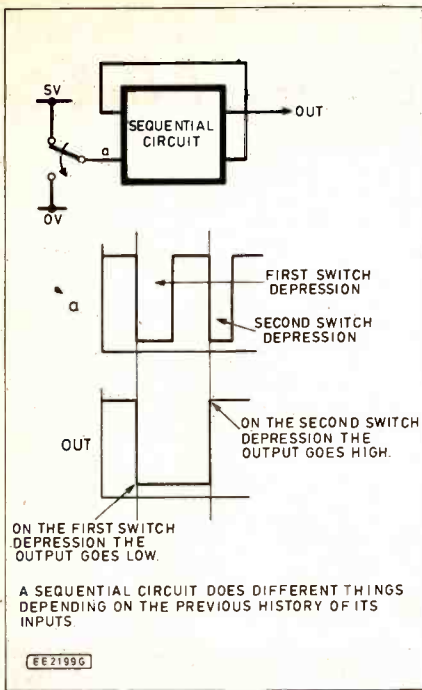 5V
OUT
SEQUENTIAL
CIRCUIT
a
0V
FIRST SWITCH
DEPRESSION
a
SECOND SWITCH
DEPRESSION
ON THE SECOND SWITCH
DEPRESSION THE
OUTPUT GOES HIGH.
OUT
ON THE FIRST SWITCH
DEPRESSION THE
OUTPUT GOES LOW.
A SEQUENTIAL CIRCUIT DOES DIFFERENT THINGS
DEPENDING ON THE PREVIOUS HISTORY OF ITS
INPUTS.
EE2199G